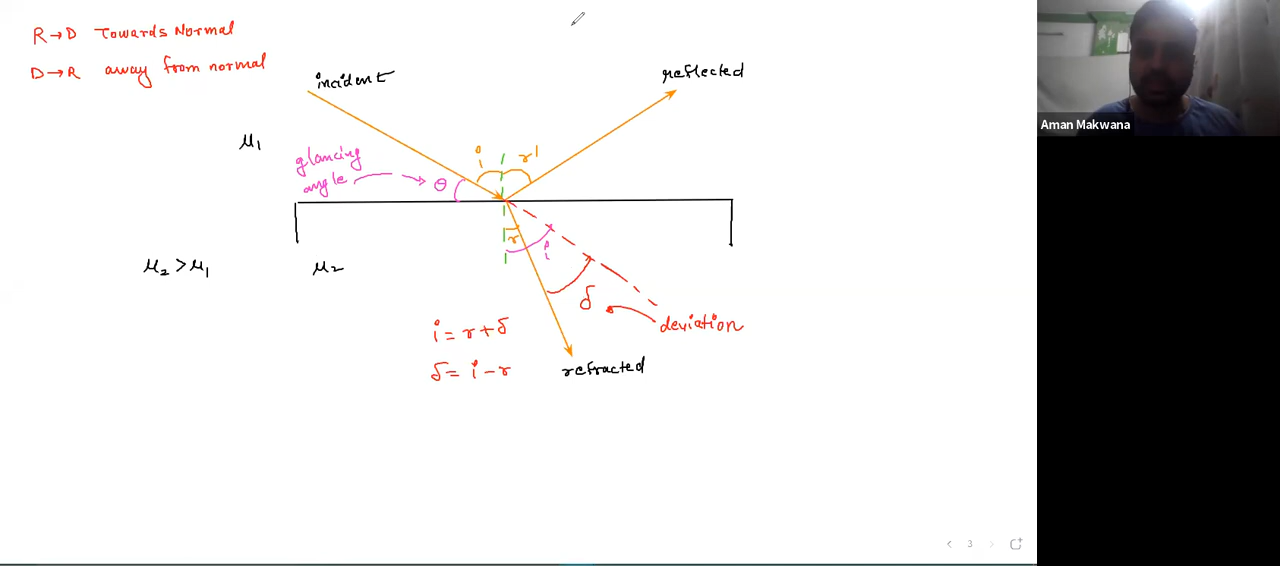 R→D Towards Normal
D→R away from normal
incident
reflected
Aman Makwana
μ1
glancing
angle
θ
i
r'
r
i
μ2 > μ1
μ2
δ
deviation
i = r + δ
δ = i - r
refracted
3